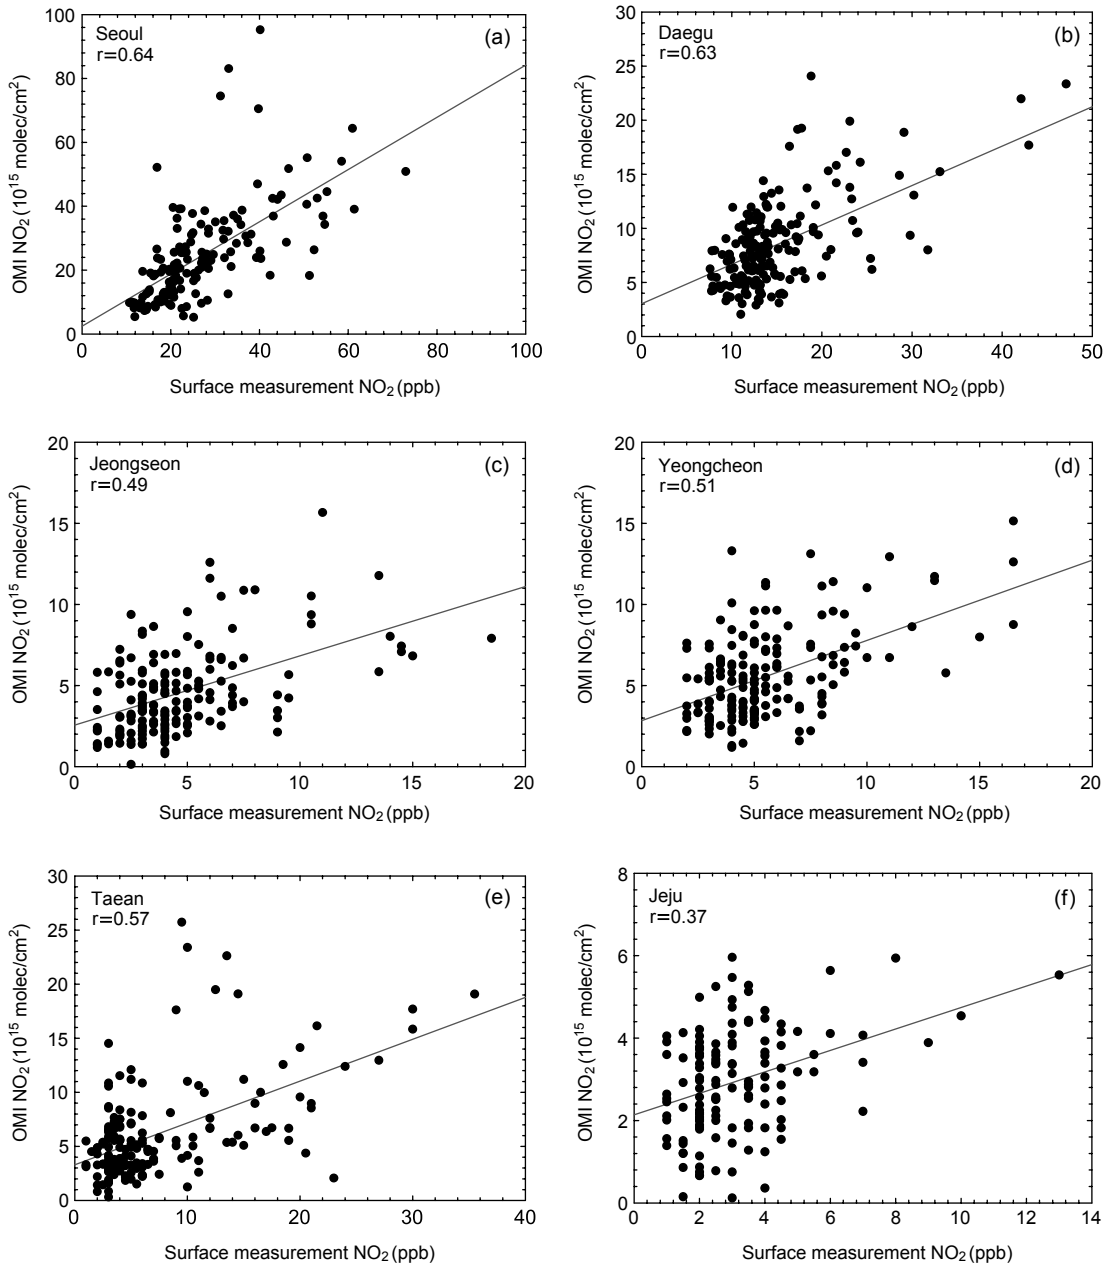 (a)
Seoul
r=0.64
OMI NO2 (10^15 molec/cm^2)
100
80
60
40
20
0
0 20 40 60 80 100
Surface measurement NO2 (ppb)
(b)
Daegu
r=0.63
OMI NO2 (10^15 molec/cm^2)
30
25
20
15
10
5
0
0 10 20 30 40 50
Surface measurement NO2 (ppb)
(c)
Jeongseon
r=0.49
OMI NO2 (10^15 molec/cm^2)
20
15
10
5
0
0 5 10 15 20
Surface measurement NO2 (ppb)
(d)
Yeongcheon
r=0.51
OMI NO2 (10^15 molec/cm^2)
20
15
10
5
0
0 5 10 15 20
Surface measurement NO2 (ppb)
(e)
Taean
r=0.57
OMI NO2 (10^15 molec/cm^2)
30
25
20
15
10
5
0
0 10 20 30 40
Surface measurement NO2 (ppb)
(f)
Jeju
r=0.37
OMI NO2 (10^15 molec/cm^2)
8
6
4
2
0
0 2 4 6 8 10 12 14
Surface measurement NO2 (ppb)